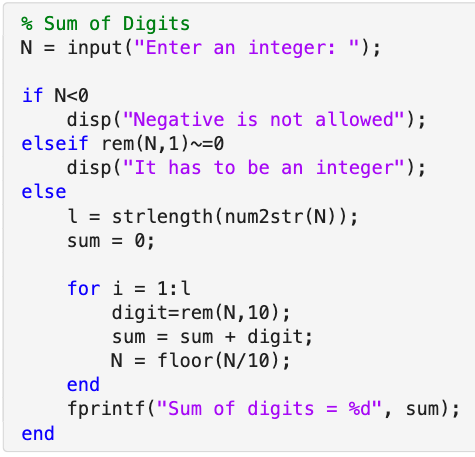 % Sum of Digits
N = input("Enter an integer: ");

if N<0
    disp("Negative is not allowed");
elseif rem(N,1)~=0
    disp("It has to be an integer");
else
    l = strlength(num2str(N));
    sum = 0;

    for i = 1:l
        digit=rem(N,10);
        sum = sum + digit;
        N = floor(N/10);
    end
    fprintf("Sum of digits = %d", sum);
end